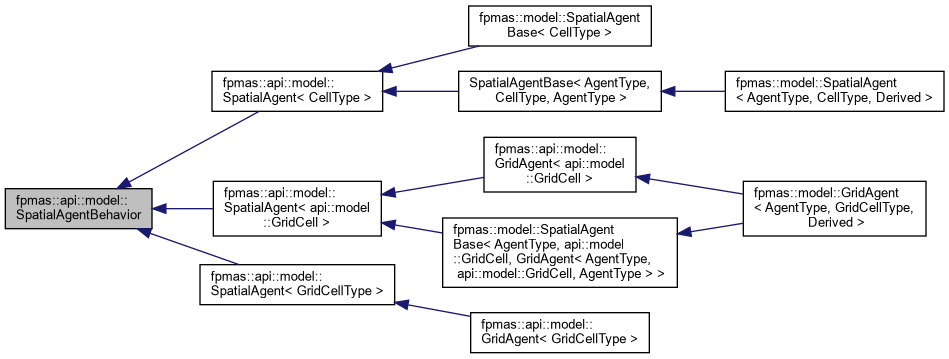 fpmas::api::model::
SpatialAgentBehavior
fpmas::api::model::
SpatialAgent< CellType >
fpmas::model::SpatialAgent
Base< CellType >
SpatialAgentBase< AgentType,
CellType, AgentType >
fpmas::model::SpatialAgent
< AgentType, CellType, Derived >
fpmas::api::model::
SpatialAgent< api::model
::GridCell >
fpmas::api::model::
GridAgent< api::model
::GridCell >
fpmas::model::SpatialAgent
Base< AgentType, api::model
::GridCell, GridAgent< AgentType,
api::model::GridCell, AgentType > >
fpmas::model::GridAgent
< AgentType, GridCellType,
Derived >
fpmas::api::model::
SpatialAgent< GridCellType >
fpmas::api::model::
GridAgent< GridCellType >